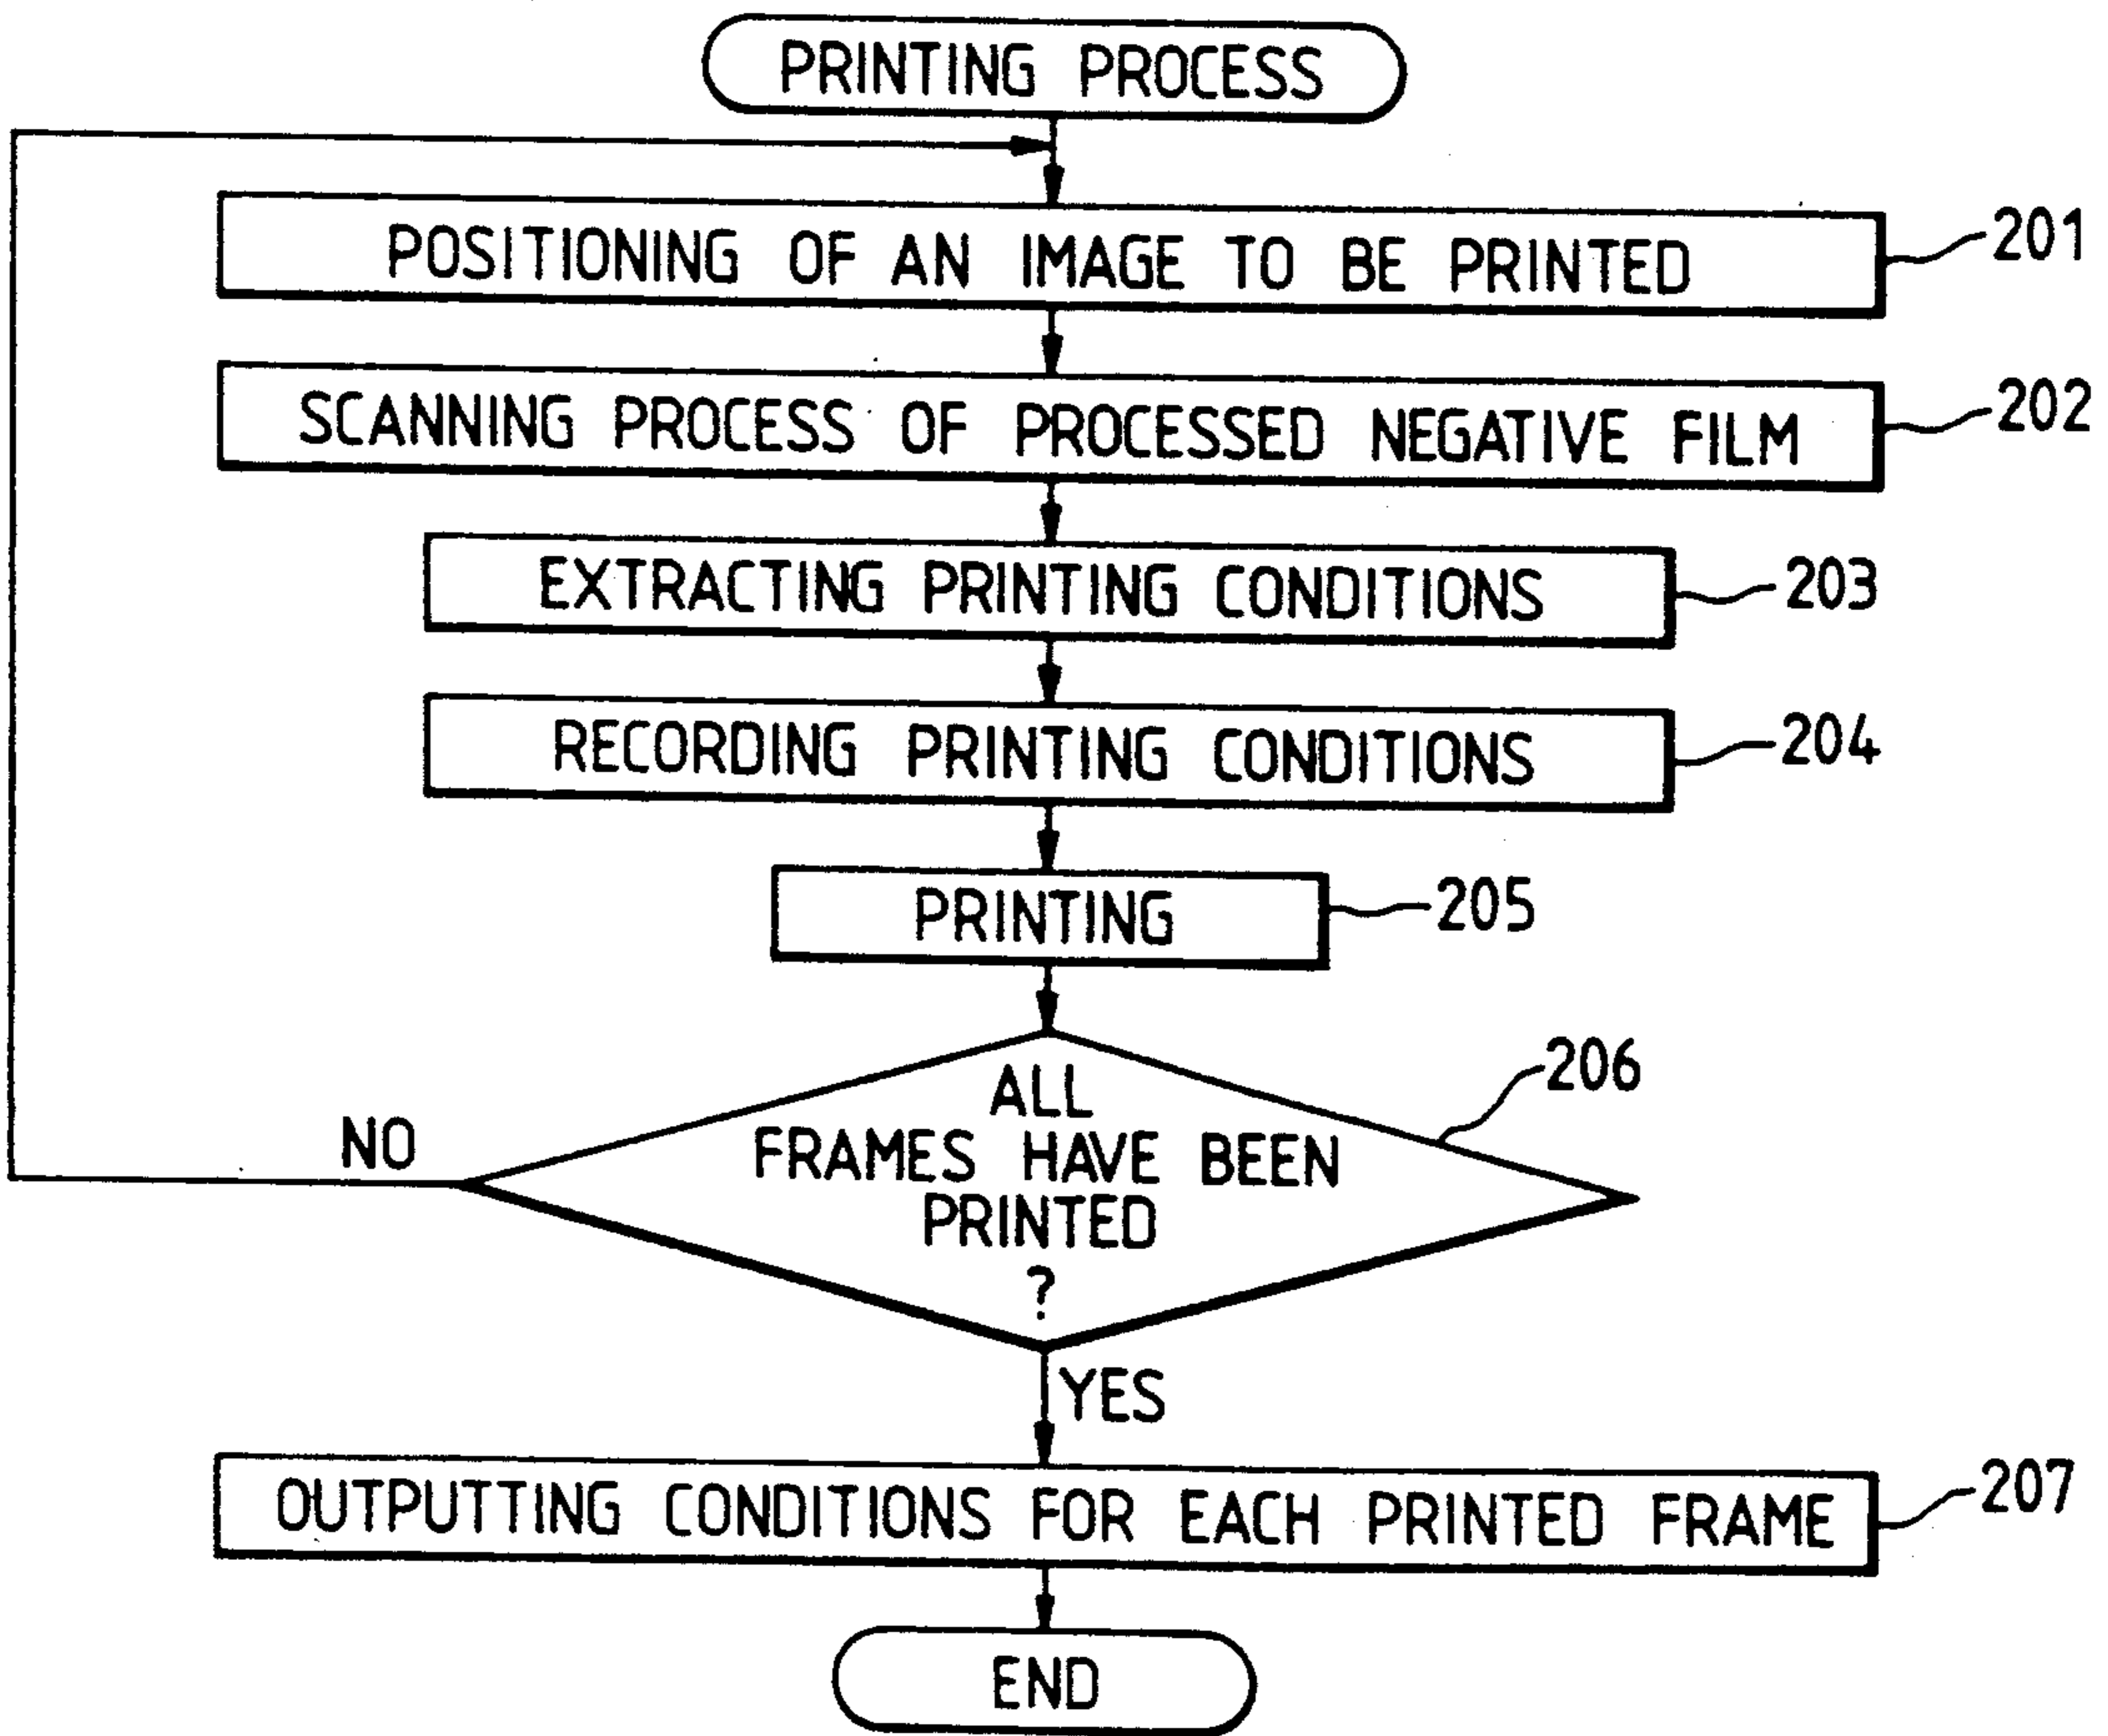 PRINTING PROCESS
POSITIONING OF AN IMAGE TO BE PRINTED
201
SCANNING PROCESS OF PROCESSED NEGATIVE FILM
202
EXTRACTING PRINTING CONDITIONS
203
RECORDING PRINTING CONDITIONS
204
PRINTING
205
ALL
FRAMES HAVE BEEN
PRINTED
?
206
NO
YES
OUTPUTTING CONDITIONS FOR EACH PRINTED FRAME
207
END